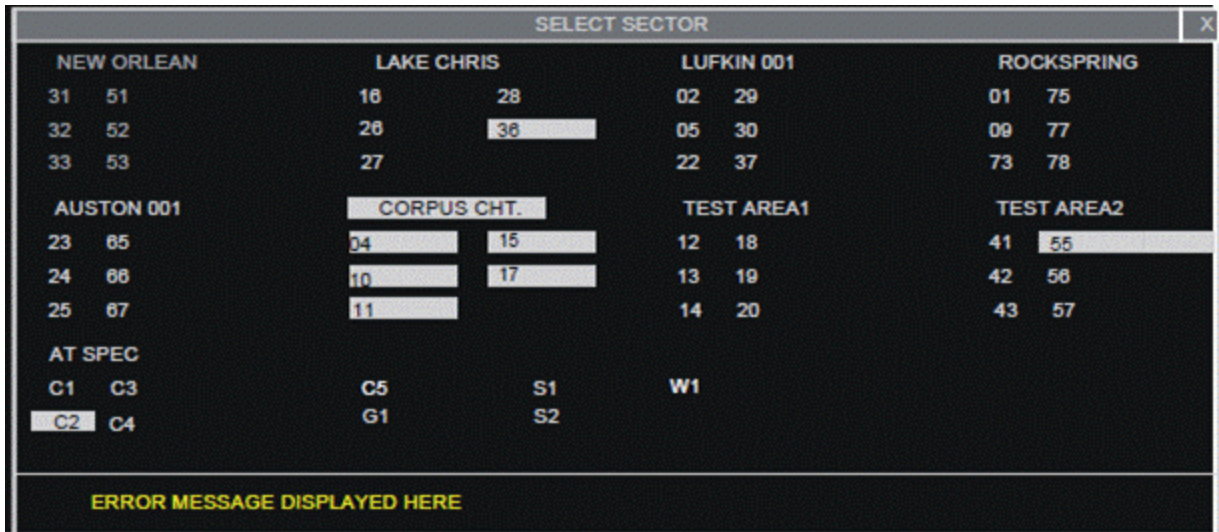 SELECT SECTOR X
NEW ORLEAN LAKE CHRIS LUFKIN 001 ROCKSPRING
31 51 16 28 02 29 01 75
32 52 26 36 05 30 09 77
33 53 27 22 37 73 78
AUSTON 001 CORPUS CHT. TEST AREA1 TEST AREA2
23 65 04 15 12 18 41 55
24 66 10 17 13 19 42 56
25 67 11 14 20 43 57
AT SPEC
C1 C3 C5 S1 W1
C2 C4 G1 S2
ERROR MESSAGE DISPLAYED HERE